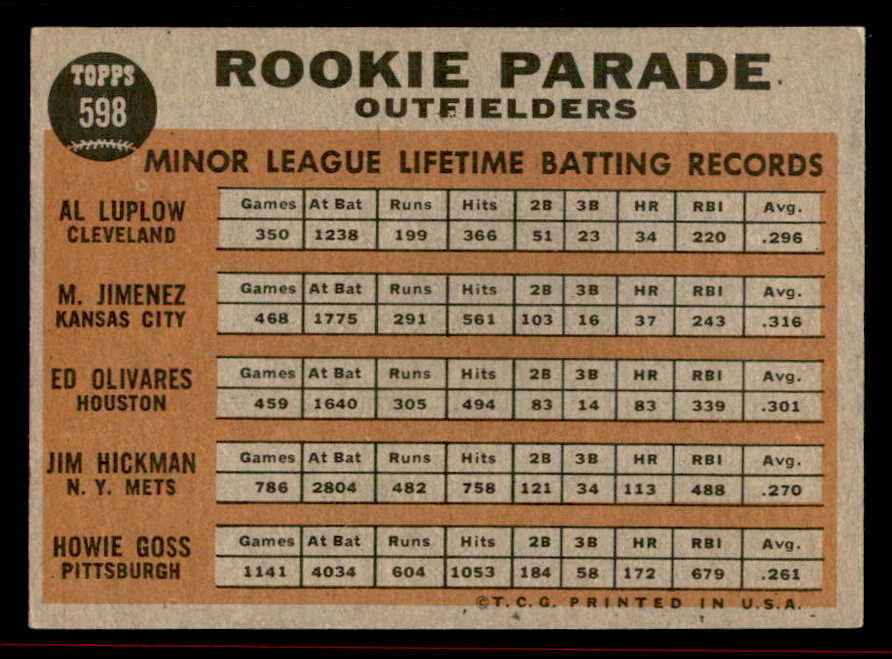 TOPPS
598
ROOKIE PARADE
OUTFIELDERS
MINOR LEAGUE LIFETIME BATTING RECORDS
AL LUPLOW
CLEVELAND
Games At Bat Runs Hits 2B 3B HR RBI Avg.
350 1238 199 366 51 23 34 220 .296
M. JIMENEZ
KANSAS CITY
Games At Bat Runs Hits 2B 3B HR RBI Avg.
468 1775 291 561 103 16 37 243 .316
ED OLIVARES
HOUSTON
Games At Bat Runs Hits 2B 3B HR RBI Avg.
459 1640 305 494 83 14 83 339 .301
JIM HICKMAN
N. Y. METS
Games At Bat Runs Hits 2B 3B HR RBI Avg.
786 2804 482 758 121 34 113 488 .270
HOWIE GOSS
PITTSBURGH
Games At Bat Runs Hits 2B 3B HR RBI Avg.
1141 4034 604 1053 184 58 172 679 .261
©T.C.G. PRINTED IN U.S.A.